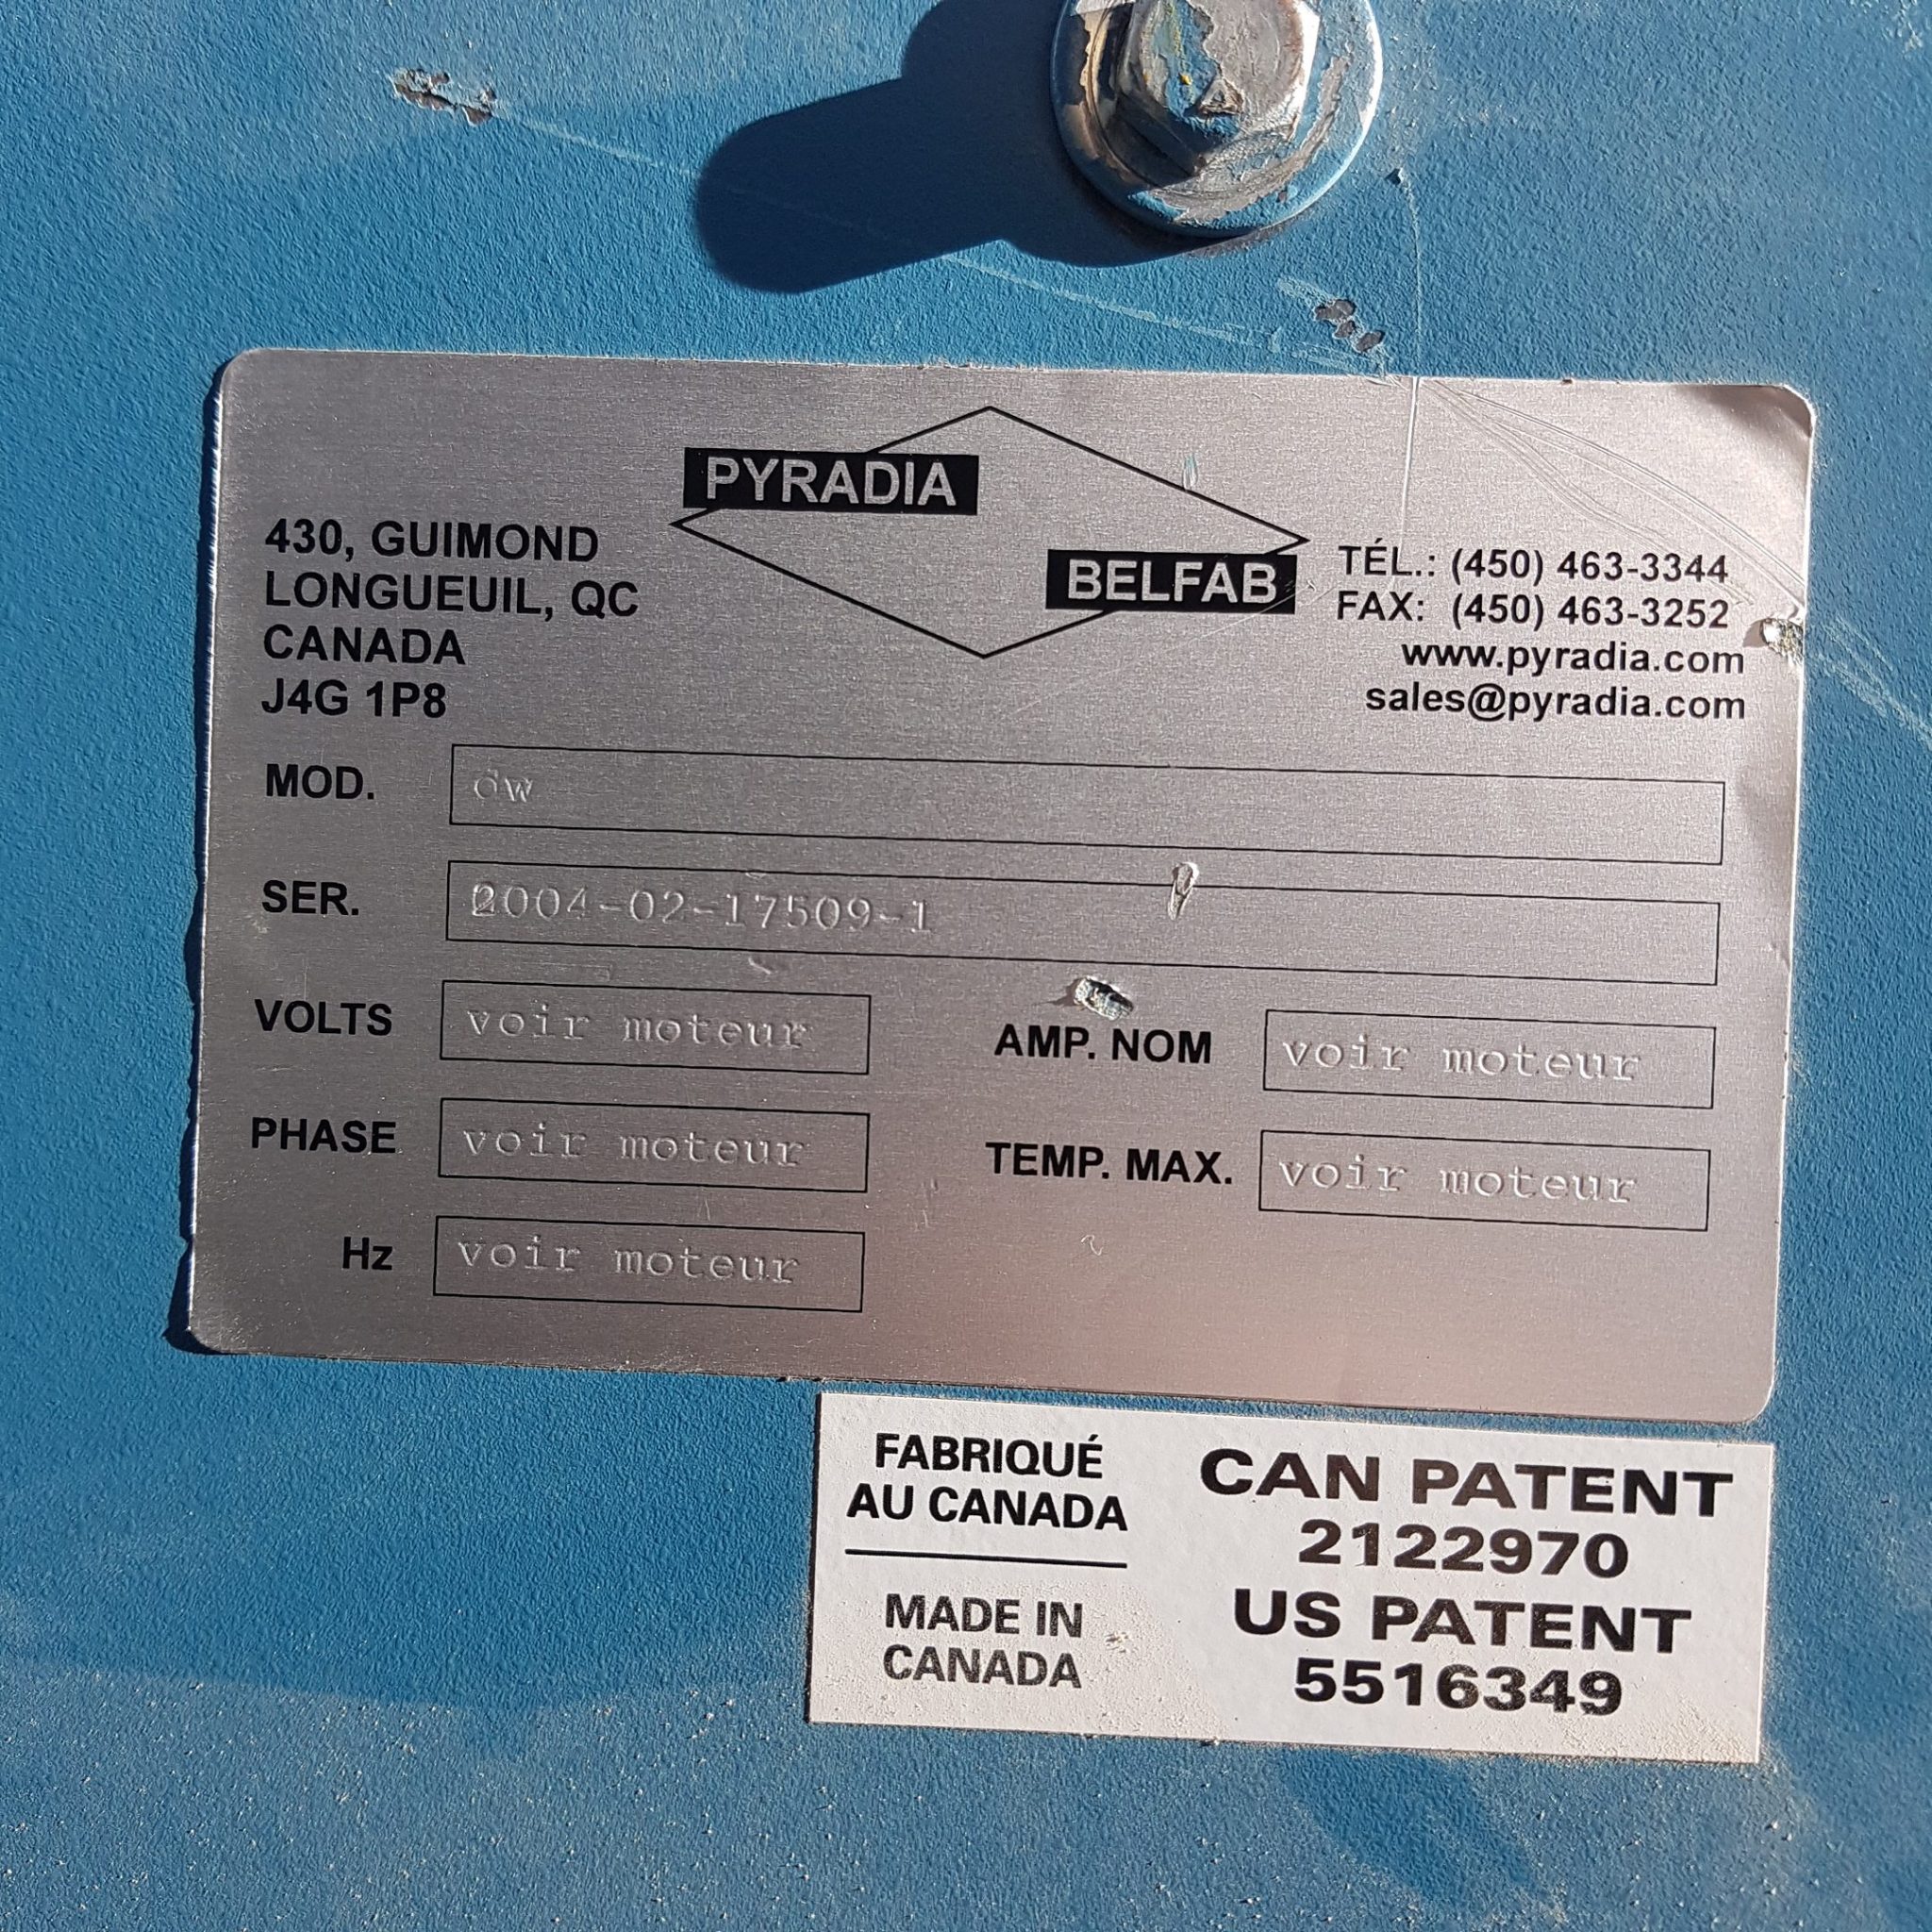 PYRADIA
BELFAB
430, GUIMOND
LONGUEUIL, QC
CANADA
J4G 1P8
TÉL.: (450) 463-3344
FAX: (450) 463-3252
www.pyradia.com
sales@pyradia.com
MOD.
SER. 2004-02-17509-1
VOLTS voir moteur
AMP. NOM voir moteur
PHASE voir moteur
TEMP. MAX. voir moteur
Hz voir moteur
FABRIQUÉ
AU CANADA
MADE IN
CANADA
CAN PATENT
2122970
US PATENT
5516349